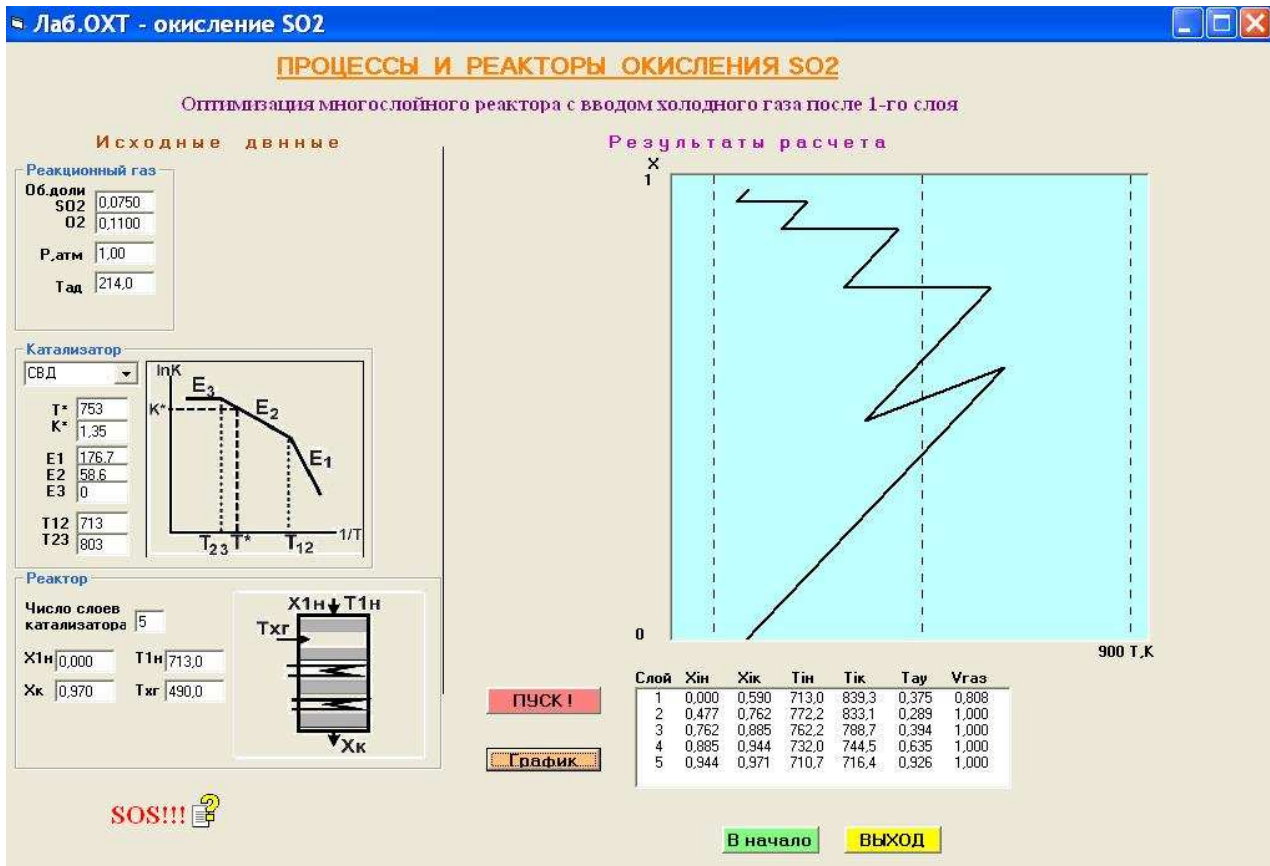 Лаб.ОХТ - окисление SO2
ПРОЦЕССЫ И РЕАКТОРЫ ОКИСЛЕНИЯ SO2
Оптимизация многослойного реактора с вводом холодного газа после 1-го слоя
Исходные двнные
Реакционный газ
Об.доли
SO2 0,0750
O2 0,1100
P,атм 1,00
Tад 214,0
Катализатор
СВД
T* 753
K* 1,35
E1 176.7
E2 58.6
E3 0
T12 713
T23 803
lnK
E3
K*
E2
E1
T23 T* T12 1/T
Реактор
Число слоев
катализатора 5
X1н 0,000 T1н 713,0
Xк 0,970 Tхг 490,0
X1н T1н
Tхг
Xк
SOS!!!
Результаты расчета
X
1
0
900 T,K
ПУСК !
График
Слой Xiн Xiк Tiн Tiк Tау Vгаз
1 0,000 0,590 713,0 839,3 0,375 0,808
2 0,477 0,762 772,2 833,1 0,289 1,000
3 0,762 0,885 762,2 788,7 0,394 1,000
4 0,885 0,944 732,0 744,5 0,635 1,000
5 0,944 0,971 710,7 716,4 0,926 1,000
В начало
ВЫХОД